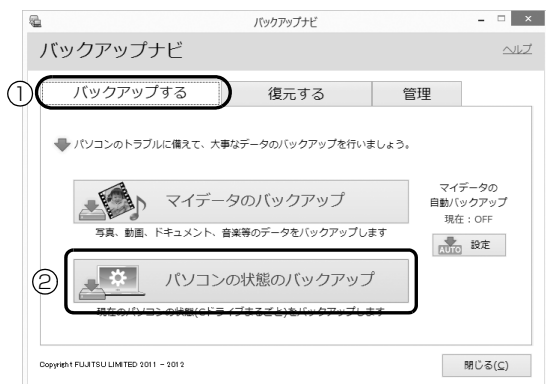 バックアップナビ
バックアップナビ
ヘルプ
①
バックアップする
復元する
管理
パソコンのトラブルに備えて、大事なデータのバックアップを行いましょう。
マイデータのバックアップ
写真、動画、ドキュメント、音楽等のデータをバックアップします
マイデータの
自動バックアップ
現在：OFF
AUTO 設定
②
パソコンの状態のバックアップ
現在のパソコンの状態(Cドライブまるごと)をバックアップします
Copyright FUJITSU LIMITED 2011 - 2012
閉じる(C)